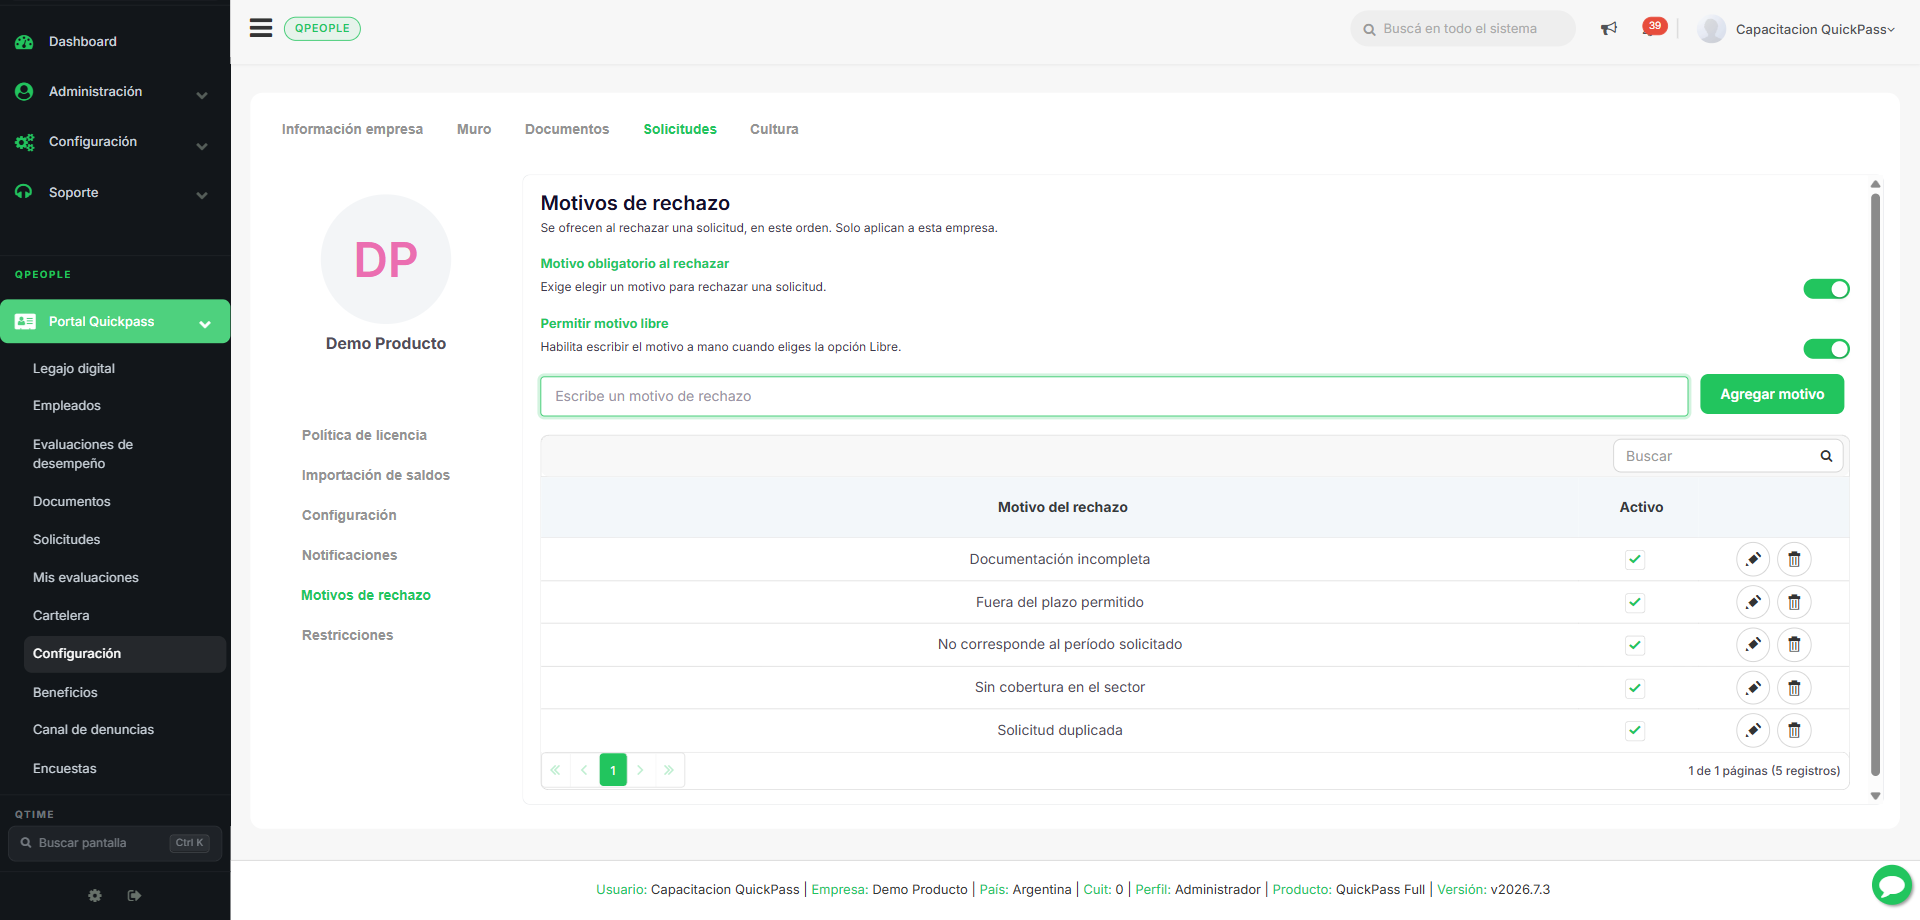 Dashboard
Administración
Configuración
Soporte
QPEOPLE
Portal Quickpass
Legajo digital
Empleados
Evaluaciones de
desempeño
Documentos
Solicitudes
Mis evaluaciones
Cartelera
Configuración
Beneficios
Canal de denuncias
Encuestas
QTIME
Buscar pantalla Ctrl K
QPEOPLE
Buscá en todo el sistema
39
Capacitacion QuickPass
Información empresa Muro Documentos Solicitudes Cultura
DP
Demo Producto
Política de licencia
Importación de saldos
Configuración
Notificaciones
Motivos de rechazo
Restricciones
Motivos de rechazo
Se ofrecen al rechazar una solicitud, en este orden. Solo aplican a esta empresa.
Motivo obligatorio al rechazar
Exige elegir un motivo para rechazar una solicitud.
Permitir motivo libre
Habilita escribir el motivo a mano cuando eliges la opción Libre.
Escribe un motivo de rechazo
Agregar motivo
Buscar
Motivo del rechazo Activo
Documentación incompleta
Fuera del plazo permitido
No corresponde al período solicitado
Sin cobertura en el sector
Solicitud duplicada
« ‹ 1 › »
1 de 1 páginas (5 registros)
Usuario: Capacitacion QuickPass | Empresa: Demo Producto | País: Argentina | Cuit: 0 | Perfil: Administrador | Producto: QuickPass Full | Versión: v2026.7.3